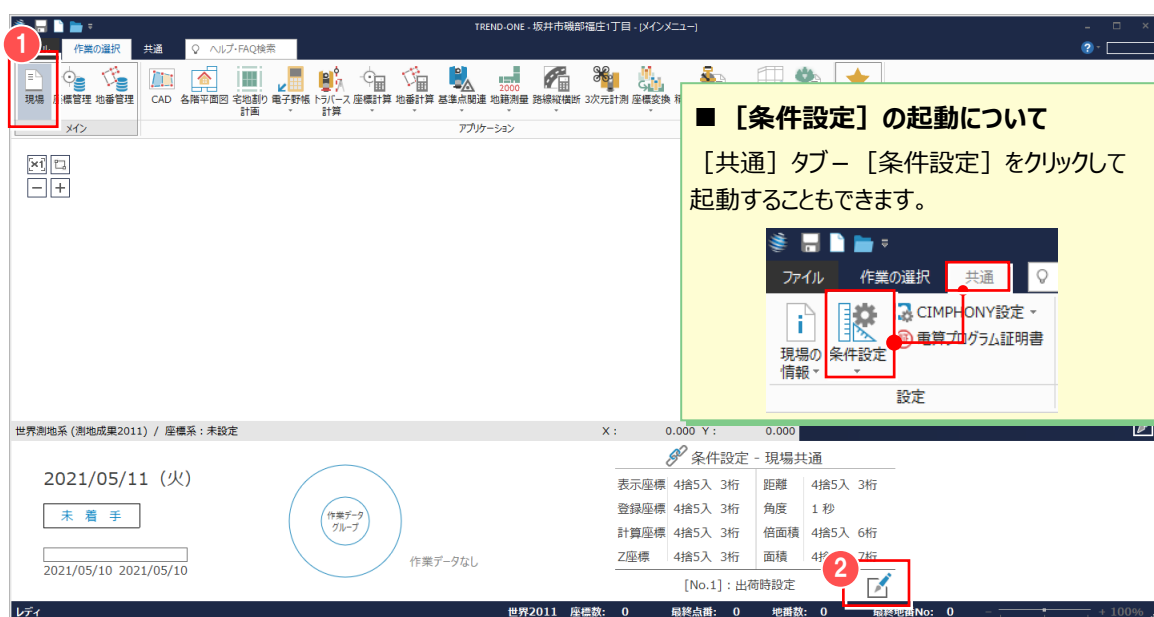 TREND-ONE - 坂井市磯部福庄1丁目 - [メインメニュー]
1
ル 作業の選択 共通 ヘルプ・FAQ検索
現場 座標管理 地番管理 CAD 各階平面図 宅地割り計画 電子野帳 トラバース計算 座標計算 地番計算 基準点関連 地籍測量 路線縦横断 3次元計測 座標変換
2000
メイン アプリケーション
■ ［条件設定］の起動について
［共通］タブ－［条件設定］をクリックして
起動することもできます。
ファイル 作業の選択 共通
現場の情報 条件設定 CIMPHONY設定
電算プログラム証明書
設定
世界測地系 (測地成果2011) / 座標系：未設定 X： 0.000 Y： 0.000
2021/05/11（火）
未 着 手
2021/05/10 2021/05/10
作業データ
グループ
作業データなし
条件設定 - 現場共通
表示座標 4捨5入 3桁 距離 4捨5入 3桁
登録座標 4捨5入 3桁 角度 1 秒
計算座標 4捨5入 3桁 倍面積 4捨5入 6桁
Z座標 4捨5入 3桁 面積 7桁
2
[No.1]：出荷時設定
レディ 世界2011 座標数: 0 最終点番: 0 地番数: 0 最終地番No: 0 - + 100%